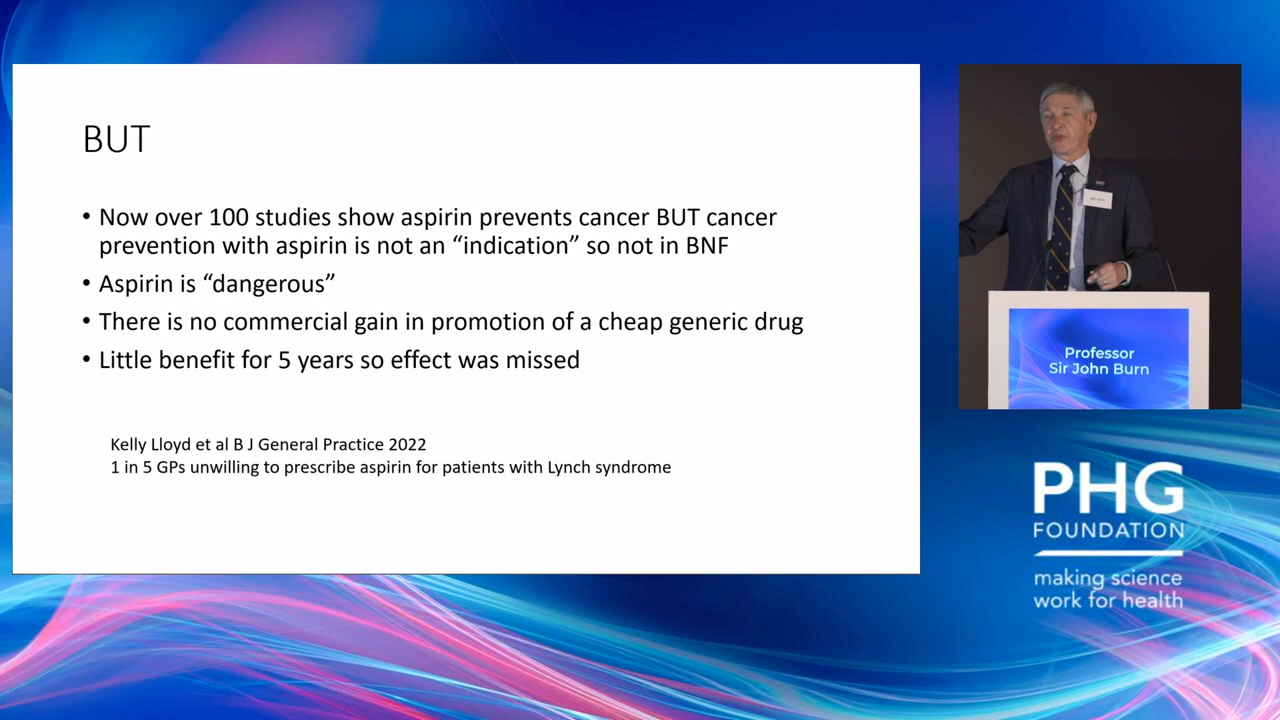 BUT
• Now over 100 studies show aspirin prevents cancer BUT cancer
prevention with aspirin is not an “indication” so not in BNF
• Aspirin is “dangerous”
• There is no commercial gain in promotion of a cheap generic drug
• Little benefit for 5 years so effect was missed
Kelly Lloyd et al B J General Practice 2022
1 in 5 GPs unwilling to prescribe aspirin for patients with Lynch syndrome
Professor
Sir John Burn
PHG
FOUNDATION
making science
work for health